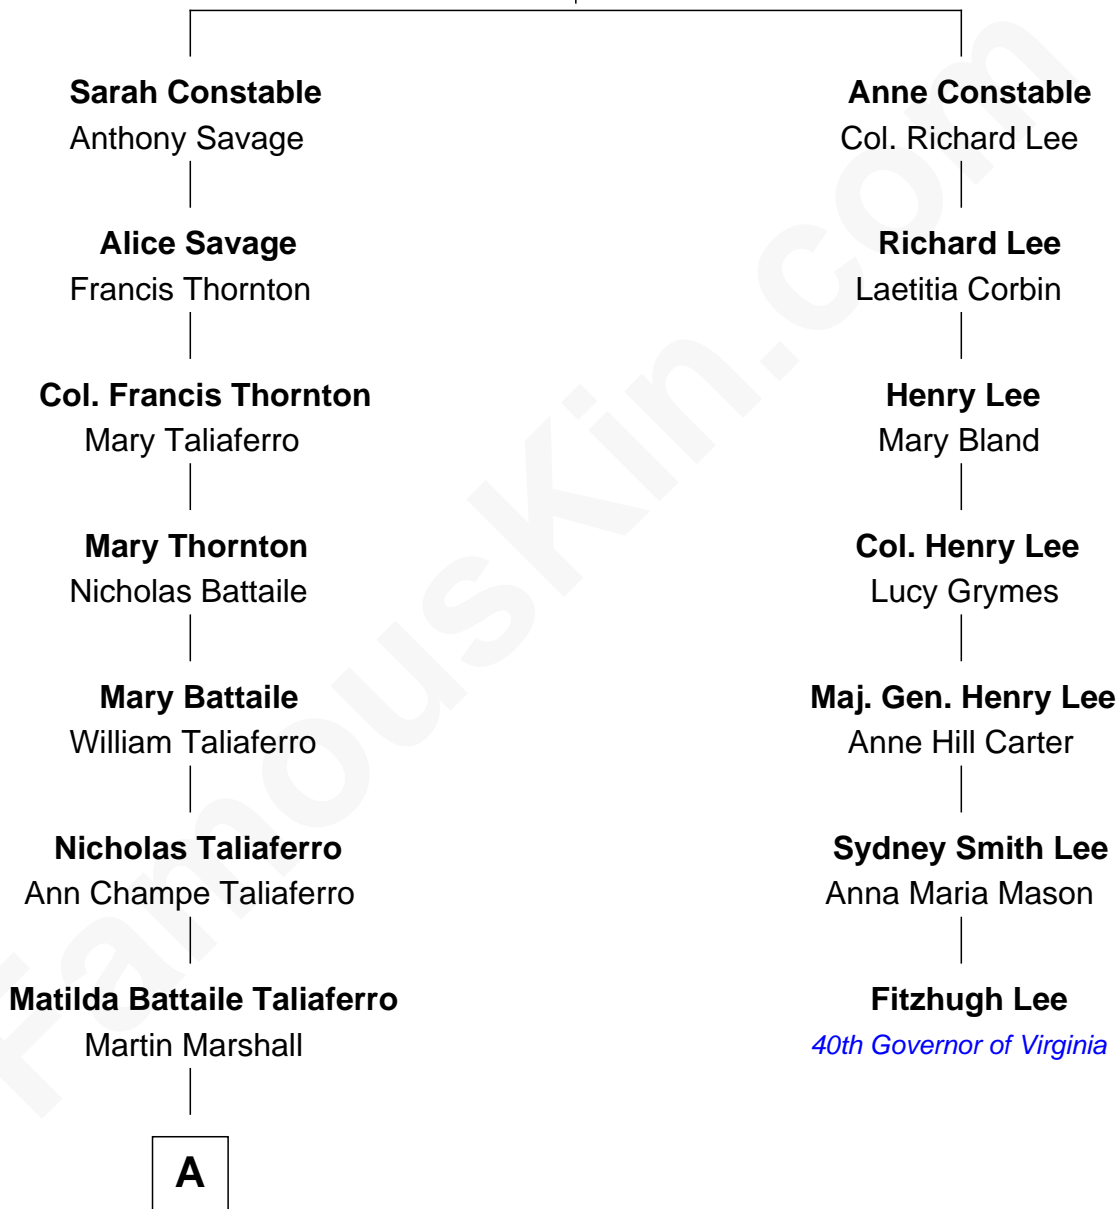 Sarah Constable
Anthony Savage
Alice Savage
Francis Thornton
Col. Francis Thornton
Mary Taliaferro
Mary Thornton
Nicholas Battaile
Mary Battaile
William Taliaferro
Nicholas Taliaferro
Ann Champe Taliaferro
Matilda Battaile Taliaferro
Martin Marshall
A
Anne Constable
Col. Richard Lee
Richard Lee
Laetitia Corbin
Henry Lee
Mary Bland
Col. Henry Lee
Lucy Grymes
Maj. Gen. Henry Lee
Anne Hill Carter
Sydney Smith Lee
Anna Maria Mason
Fitzhugh Lee
40th Governor of Virginia
FamousKin.com